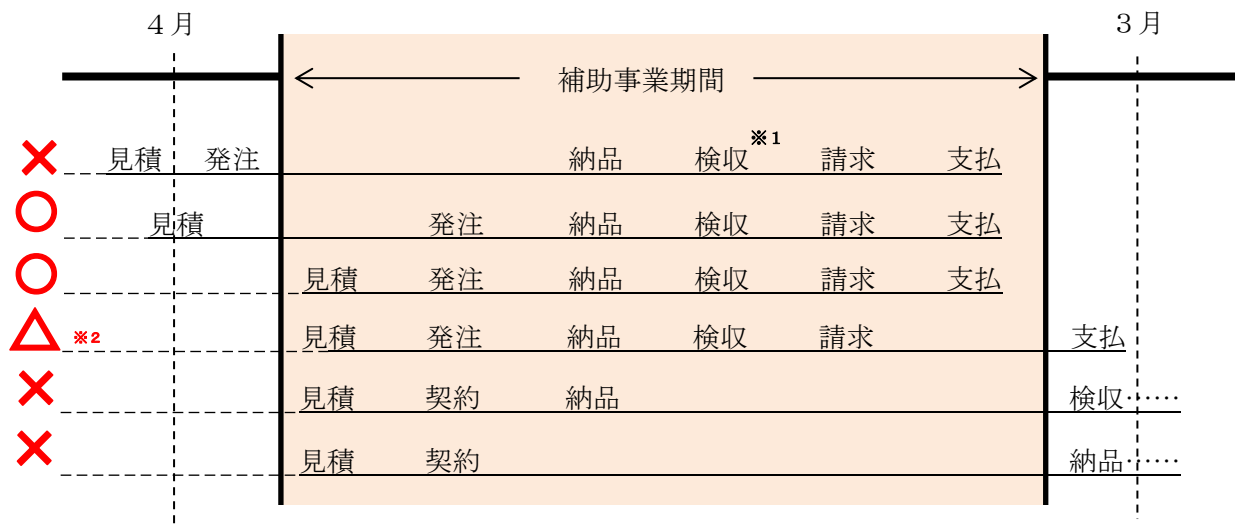 ４月
３月
補助事業期間
見積 発注 納品 検収※1 請求 支払
見積 発注 納品 検収 請求 支払
見積 発注 納品 検収 請求 支払
※2 見積 発注 納品 検収 請求 支払
見積 契約 納品 検収……
見積 契約 納品……